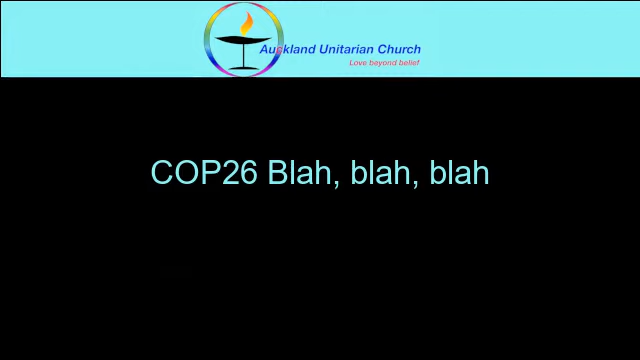 Auckland Unitarian Church
Love beyond belief
COP26 Blah, blah, blah